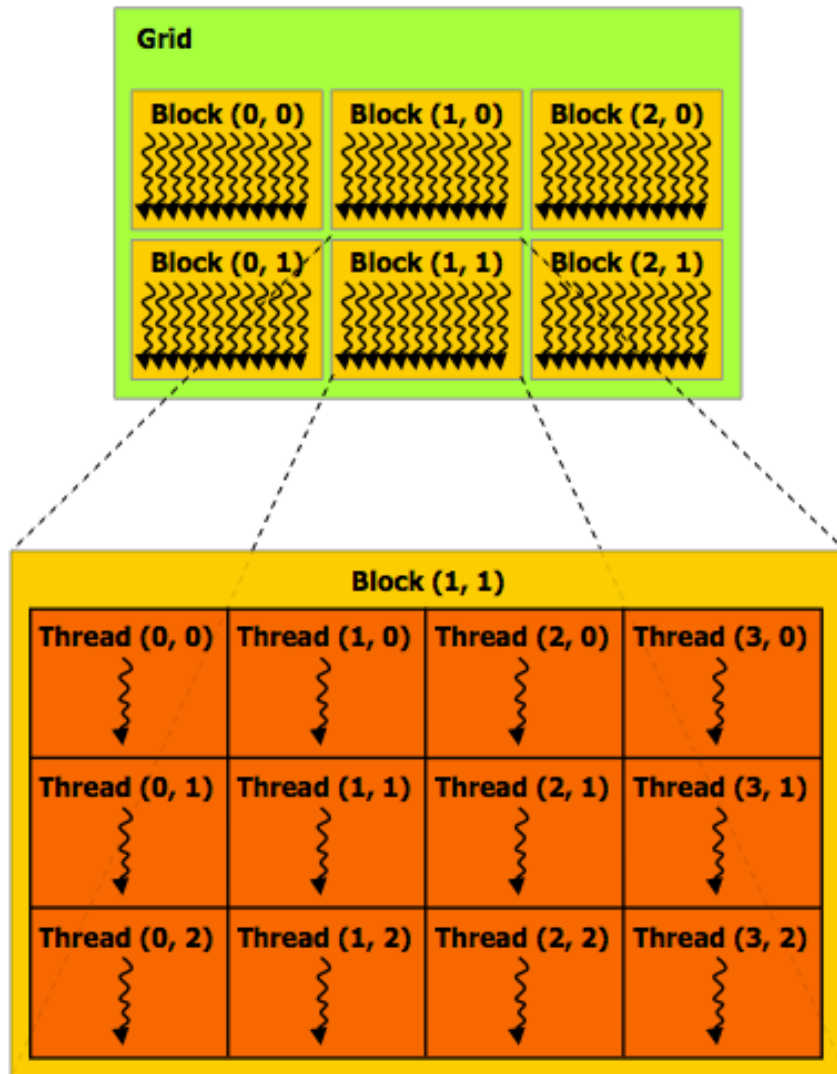 Grid
Block (0, 0) Block (1, 0) Block (2, 0)
Block (0, 1) Block (1, 1) Block (2, 1)
Block (1, 1)
Thread (0, 0) Thread (1, 0) Thread (2, 0) Thread (3, 0)
Thread (0, 1) Thread (1, 1) Thread (2, 1) Thread (3, 1)
Thread (0, 2) Thread (1, 2) Thread (2, 2) Thread (3, 2)